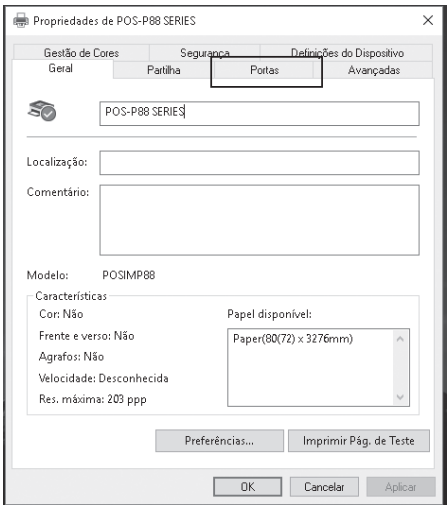 Propriedades de POS-P88 SERIES
Gestão de Cores Segurança Definições do Dispositivo
Geral Partilha Portas Avançadas
POS-P88 SERIES
Localização:
Comentário:
Modelo: POSIMP88
Características
Cor: Não
Frente e verso: Não
Agrafos: Não
Velocidade: Desconhecida
Res. máxima: 203 ppp
Papel disponível:
Paper(80(72) x 3276mm)
Preferências... Imprimir Pág. de Teste
OK Cancelar Aplicar